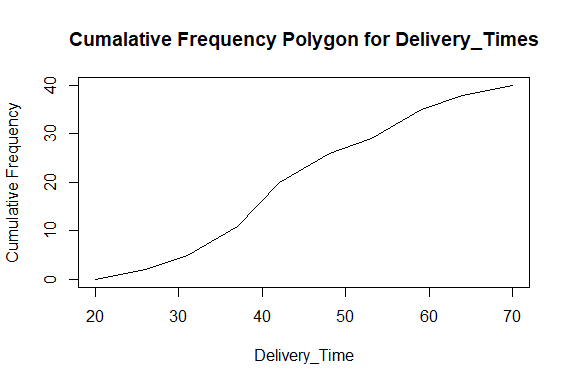 Cumalative Frequency Polygon for Delivery_Times
Cumulative Frequency
40
30
20
10
0
20 30 40 50 60 70
Delivery_Time